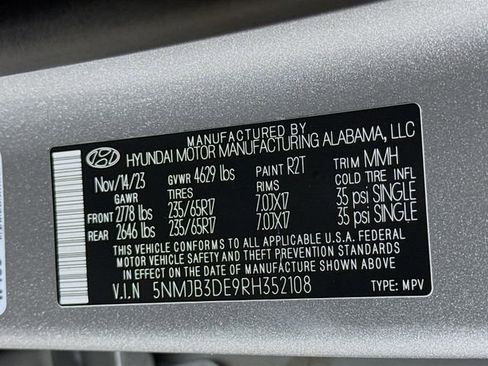 MANUFACTURED BY
HYUNDAI MOTOR MANUFACTURING ALABAMA, LLC
Nov/14/23 GVWR 4629 lbs PAINT R2T TRIM MMH
GAWR TIRES RIMS COLD TIRE INFL
FRONT 2778 lbs 235/65R17 7.0JX17 35 psi SINGLE
REAR 2646 lbs 235/65R17 7.0JX17 35 psi SINGLE
THIS VEHICLE CONFORMS TO ALL APPLICABLE U.S.A. FEDERAL
MOTOR VEHICLE SAFETY AND THEFT PREVENTION STANDARDS
IN EFFECT ON THE DATE OF MANUFACTURE SHOWN ABOVE
V.I.N 5NMJB3DE9RH352108 TYPE: MPV